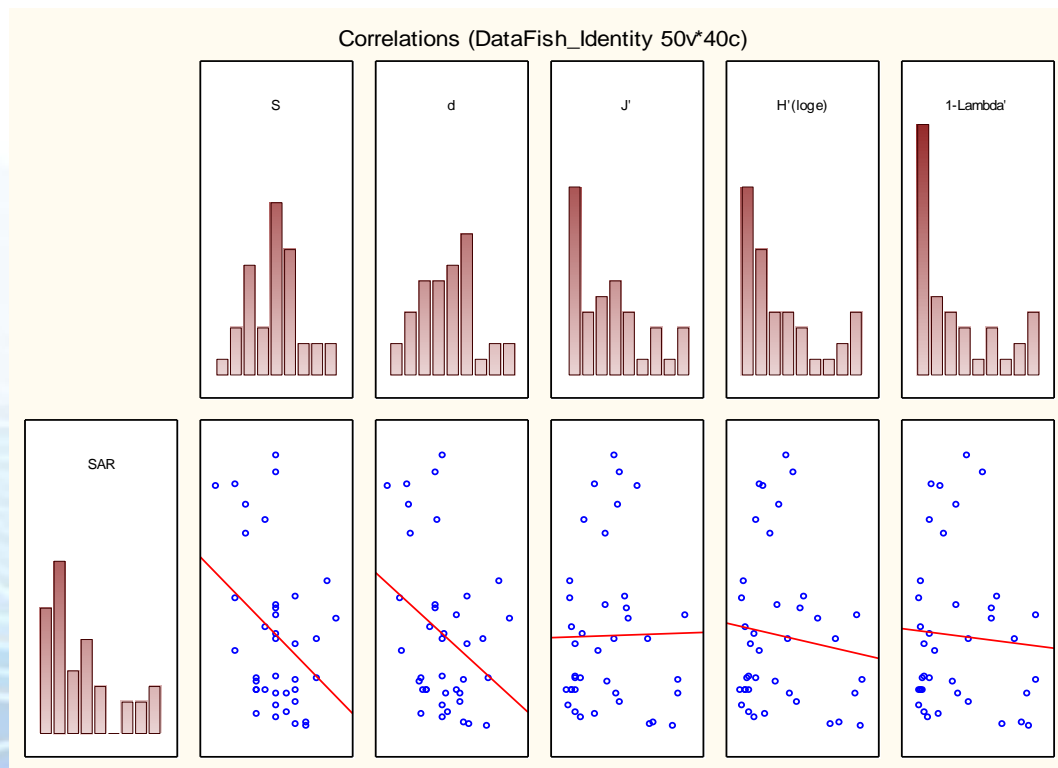 Correlations (DataFish_Identity 50v*40c)
S
d
J'
H'(loge)
1-Lambda'
SAR